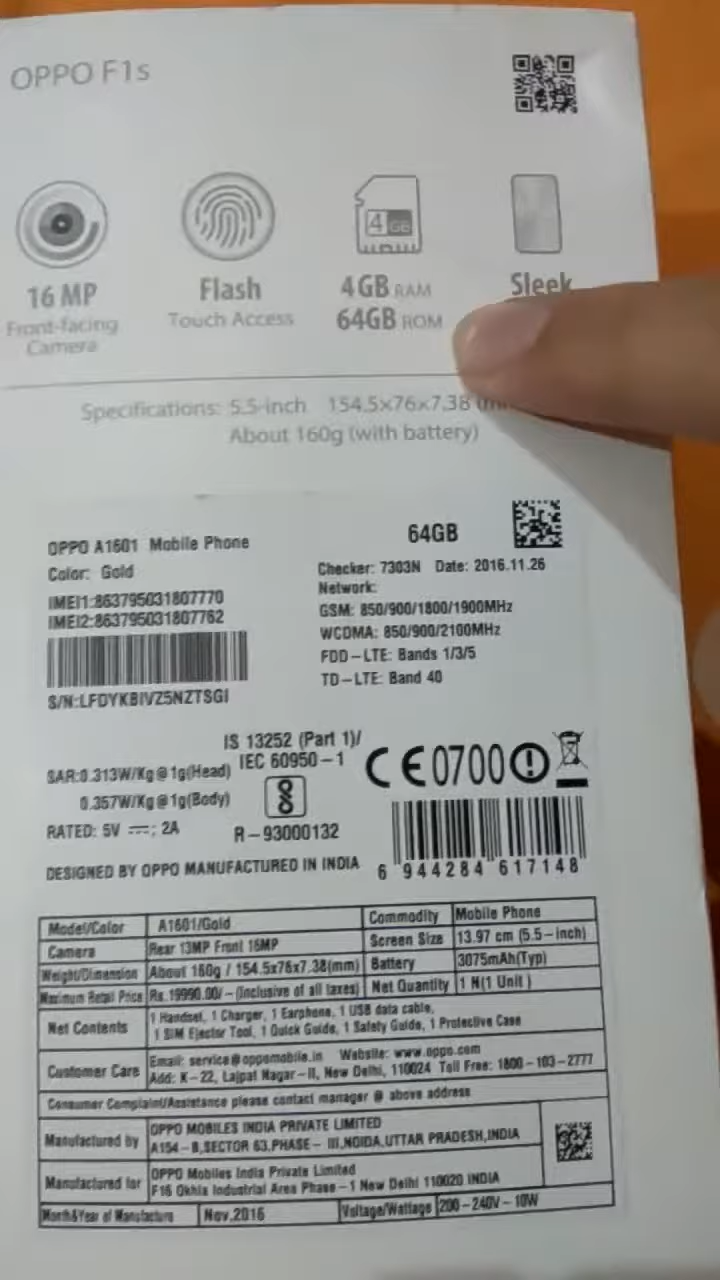 OPPO F1s
16 MP
Front-facing
Camera
Flash
Touch Access
4 GB
4GB RAM
64GB ROM
Sleek
Specifications: 5.5-inch 154.5x76x7.38
About 160g (with battery)
OPPO A1601 Mobile Phone
Color: Gold
IMEI1:863795031807770
IMEI2:863795031807762
S/N:LFDYKBIVZ5NZTSGI
64GB
Checker: 7303N Date: 2016.11.26
Network:
GSM: 850/900/1800/1900MHz
WCDMA: 850/900/2100MHz
FDD-LTE: Bands 1/3/5
TD-LTE: Band 40
SAR:0.313W/Kg@1g(Head)
0.357W/Kg@1g(Body)
RATED: 5V ⎓; 2A
IS 13252 (Part 1)/
IEC 60950-1
R-93000132
CE0700
DESIGNED BY OPPO MANUFACTURED IN INDIA
6 944284 617148
Model/Color A1601/Gold Commodity Mobile Phone
Camera Rear 13MP Front 16MP Screen Size 13.97 cm (5.5-inch)
Weight/Dimension About 160g / 154.5x76x7.38(mm) Battery 3075mAh(Typ)
Maximum Retail Price Rs.19990.00/-(Inclusive of all taxes) Net Quantity 1 N(1 Unit)
Net Contents 1 Handset, 1 Charger, 1 Earphone, 1 USB data cable,
1 SIM Ejector Tool, 1 Quick Guide, 1 Safety Guide, 1 Protective Case
Customer Care Email: service@oppomobile.in Website: www.oppo.com
Add: K-22, Lajpat Nagar-II, New Delhi, 110024 Toll Free: 1800-103-2777
Consumer Complaint/Assistance please contact manager @ above address
Manufactured by OPPO MOBILES INDIA PRIVATE LIMITED
A154-B,SECTOR 63,PHASE-III,NOIDA,UTTAR PRADESH,INDIA
Manufactured for OPPO Mobiles India Private Limited
F16 Okhla Industrial Area Phase-1 New Delhi 110020 INDIA
Month&Year of Manufacture Nov.2016 Voltage/Wattage 200-240V-10W